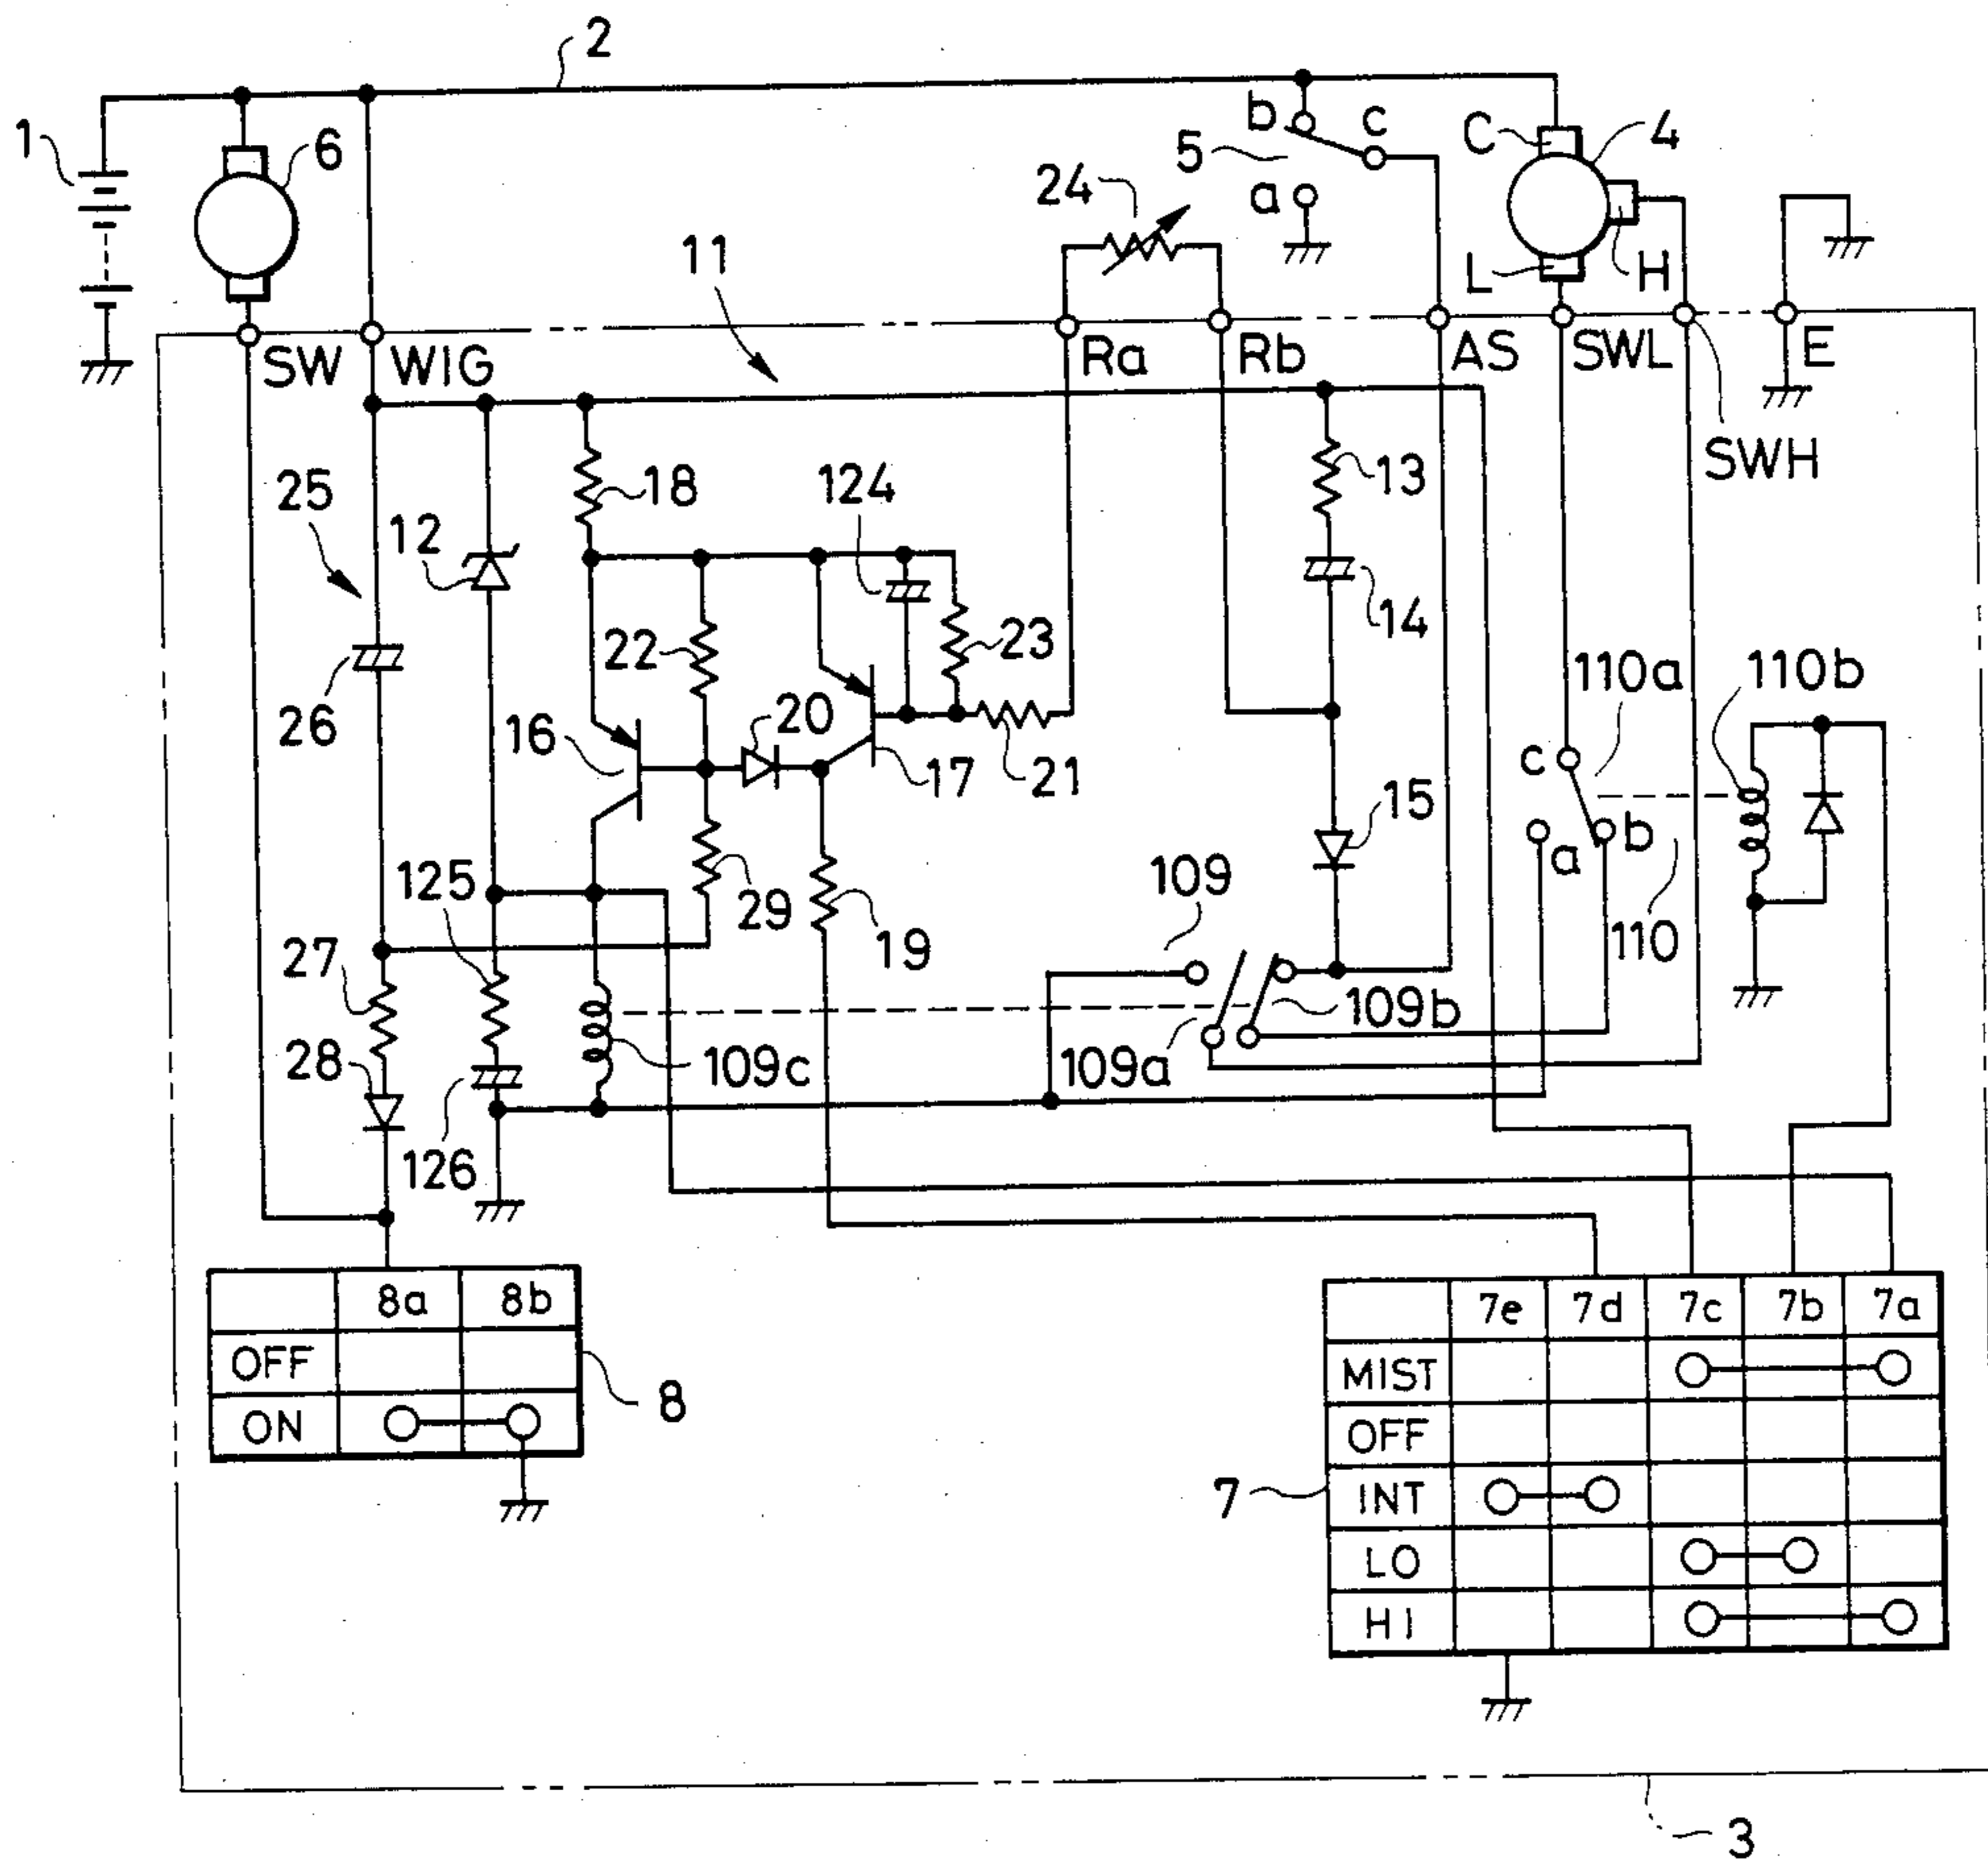 2
1
6
b
c
5
a
24
C
4
L
H
11
SW
WIG
Ra
Rb
AS
SWL
E
SWH
25
12
18
124
13
14
22
23
110a
110b
26
16
20
17
21
c
15
a
b
125
29
19
109
110
27
109b
28
109c
109a
126
8a 8b
OFF
ON
8
7e 7d 7c 7b 7a
MIST
OFF
7
INT
LO
HI
3